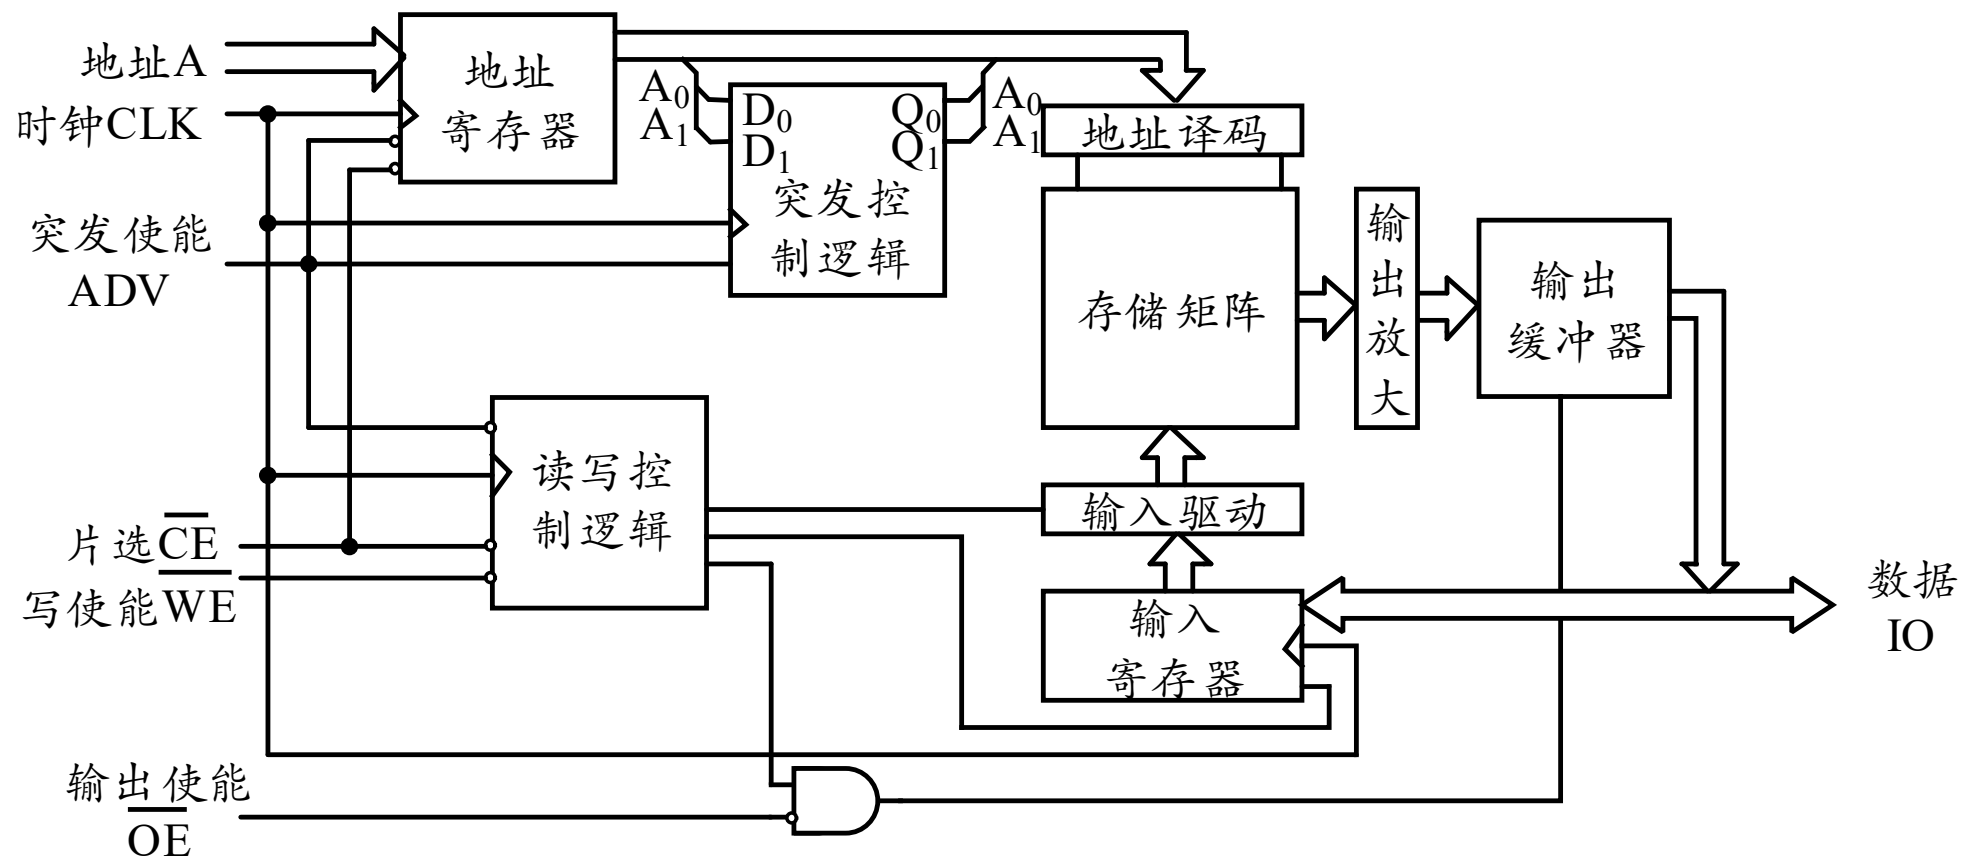 地址A
时钟CLK
突发使能
ADV
片选C̅E̅
写使能W̅E̅
输出使能
O̅E̅
地址
寄存器
A₀
A₁
D₀
D₁
Q₀
Q₁
突发控
制逻辑
A₀
A₁
地址译码
存储矩阵
输
出
放
大
输出
缓冲器
读写控
制逻辑
输入驱动
输入
寄存器
数据
IO